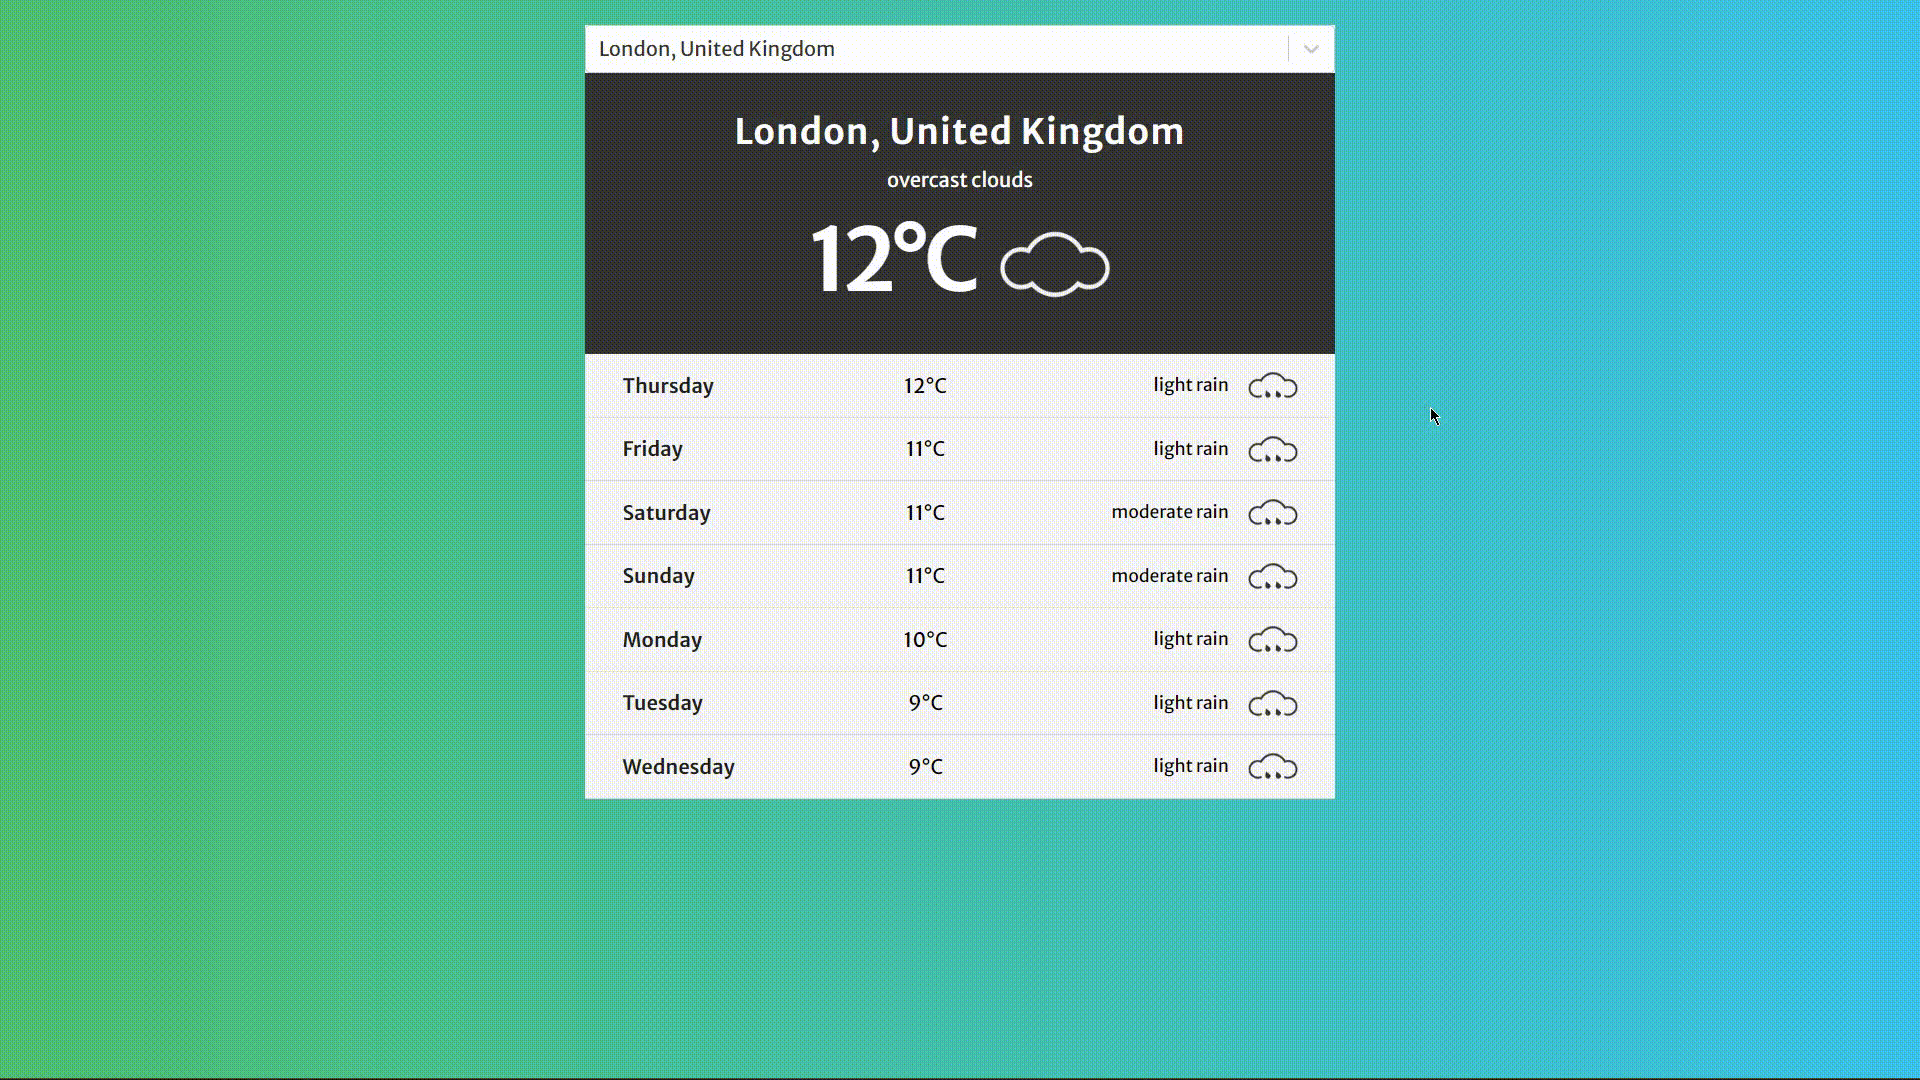 London, United Kingdom
London, United Kingdom
overcast clouds
12°C
Thursday 12°C light rain
Friday 11°C light rain
Saturday 11°C moderate rain
Sunday 11°C moderate rain
Monday 10°C light rain
Tuesday 9°C light rain
Wednesday 9°C light rain